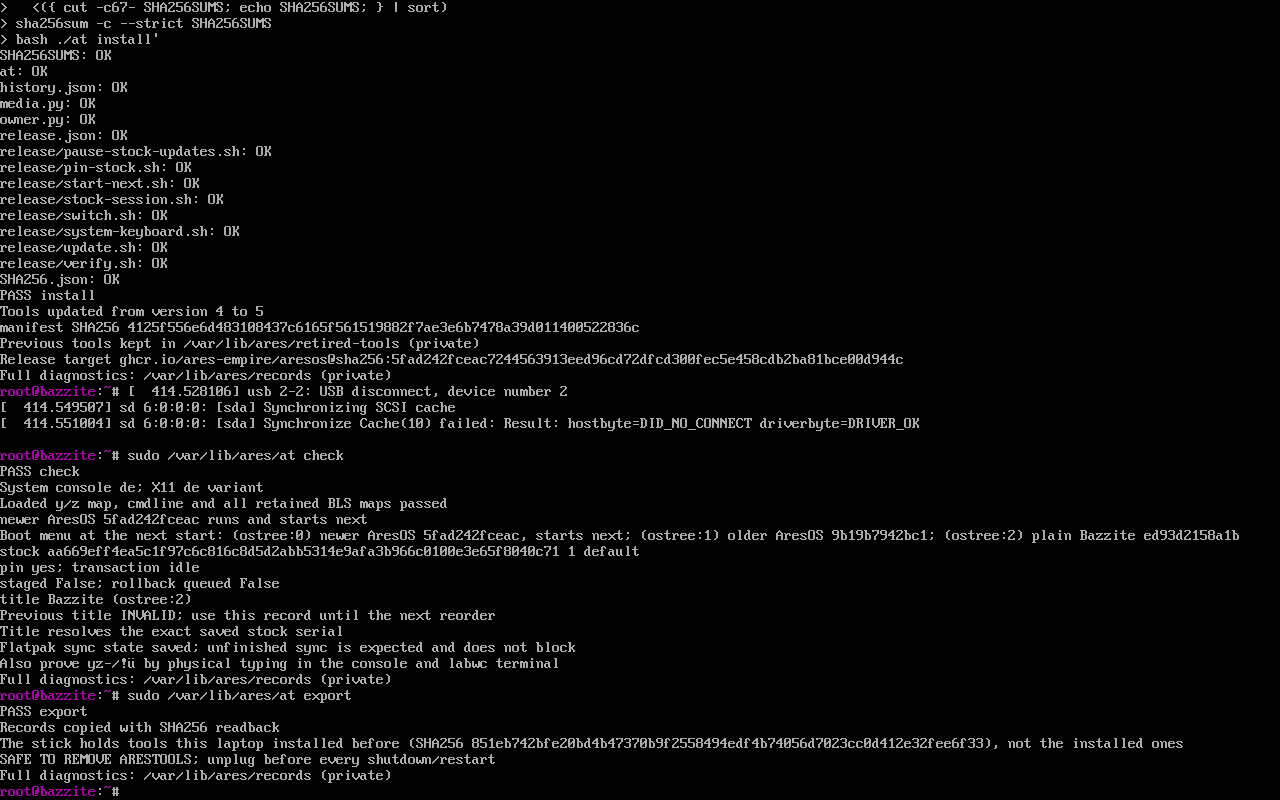 >   <({ cut -c67- SHA256SUMS; echo SHA256SUMS; } | sort)
> sha256sum -c --strict SHA256SUMS
> bash ./at install'
SHA256SUMS: OK
at: OK
history.json: OK
media.py: OK
owner.py: OK
release.json: OK
release/pause-stock-updates.sh: OK
release/pin-stock.sh: OK
release/start-next.sh: OK
release/stock-session.sh: OK
release/switch.sh: OK
release/system-keyboard.sh: OK
release/update.sh: OK
release/verify.sh: OK
SHA256.json: OK
PASS install
Tools updated from version 4 to 5
manifest SHA256 4125f556e6d483108437c6165f561519882f7ae3e6b7478a39d011400522836c
Previous tools kept in /var/lib/ares/retired-tools (private)
Release target ghcr.io/ares-empire/aresos@sha256:5fad242fceac7244563913eed96cd72dfcd300fec5e458cdb2ba81bce00d944c
Full diagnostics: /var/lib/ares/records (private)
root@bazzite:~# [  414.528106] usb 2-2: USB disconnect, device number 2
[  414.549507] sd 6:0:0:0: [sda] Synchronizing SCSI cache
[  414.551004] sd 6:0:0:0: [sda] Synchronize Cache(10) failed: Result: hostbyte=DID_NO_CONNECT driverbyte=DRIVER_OK
root@bazzite:~# sudo /var/lib/ares/at check
PASS check
System console de; X11 de variant
Loaded y/z map, cmdline and all retained BLS maps passed
newer AresOS 5fad242fceac runs and starts next
Boot menu at the next start: (ostree:0) newer AresOS 5fad242fceac, starts next; (ostree:1) older AresOS 9b19b7942bc1; (ostree:2) plain Bazzite ed93d2158a1b
stock aa669eff4ea5c1f97c6c816c8d5d2abb5314e9afa3b966c0100e3e65f8040c71 1 default
pin yes; transaction idle
staged False; rollback queued False
title Bazzite (ostree:2)
Previous title INVALID; use this record until the next reorder
Title resolves the exact saved stock serial
Flatpak sync state saved; unfinished sync is expected and does not block
Also prove yz-/!ü by physical typing in the console and labwc terminal
Full diagnostics: /var/lib/ares/records (private)
root@bazzite:~# sudo /var/lib/ares/at export
PASS export
Records copied with SHA256 readback
The stick holds tools this laptop installed before (SHA256 851eb742bfe20bd4b47370b9f2558494edf4b74056d7023cc0d412e32fee6f33), not the installed ones
SAFE TO REMOVE ARESTOOLS; unplug before every shutdown/restart
Full diagnostics: /var/lib/ares/records (private)
root@bazzite:~#